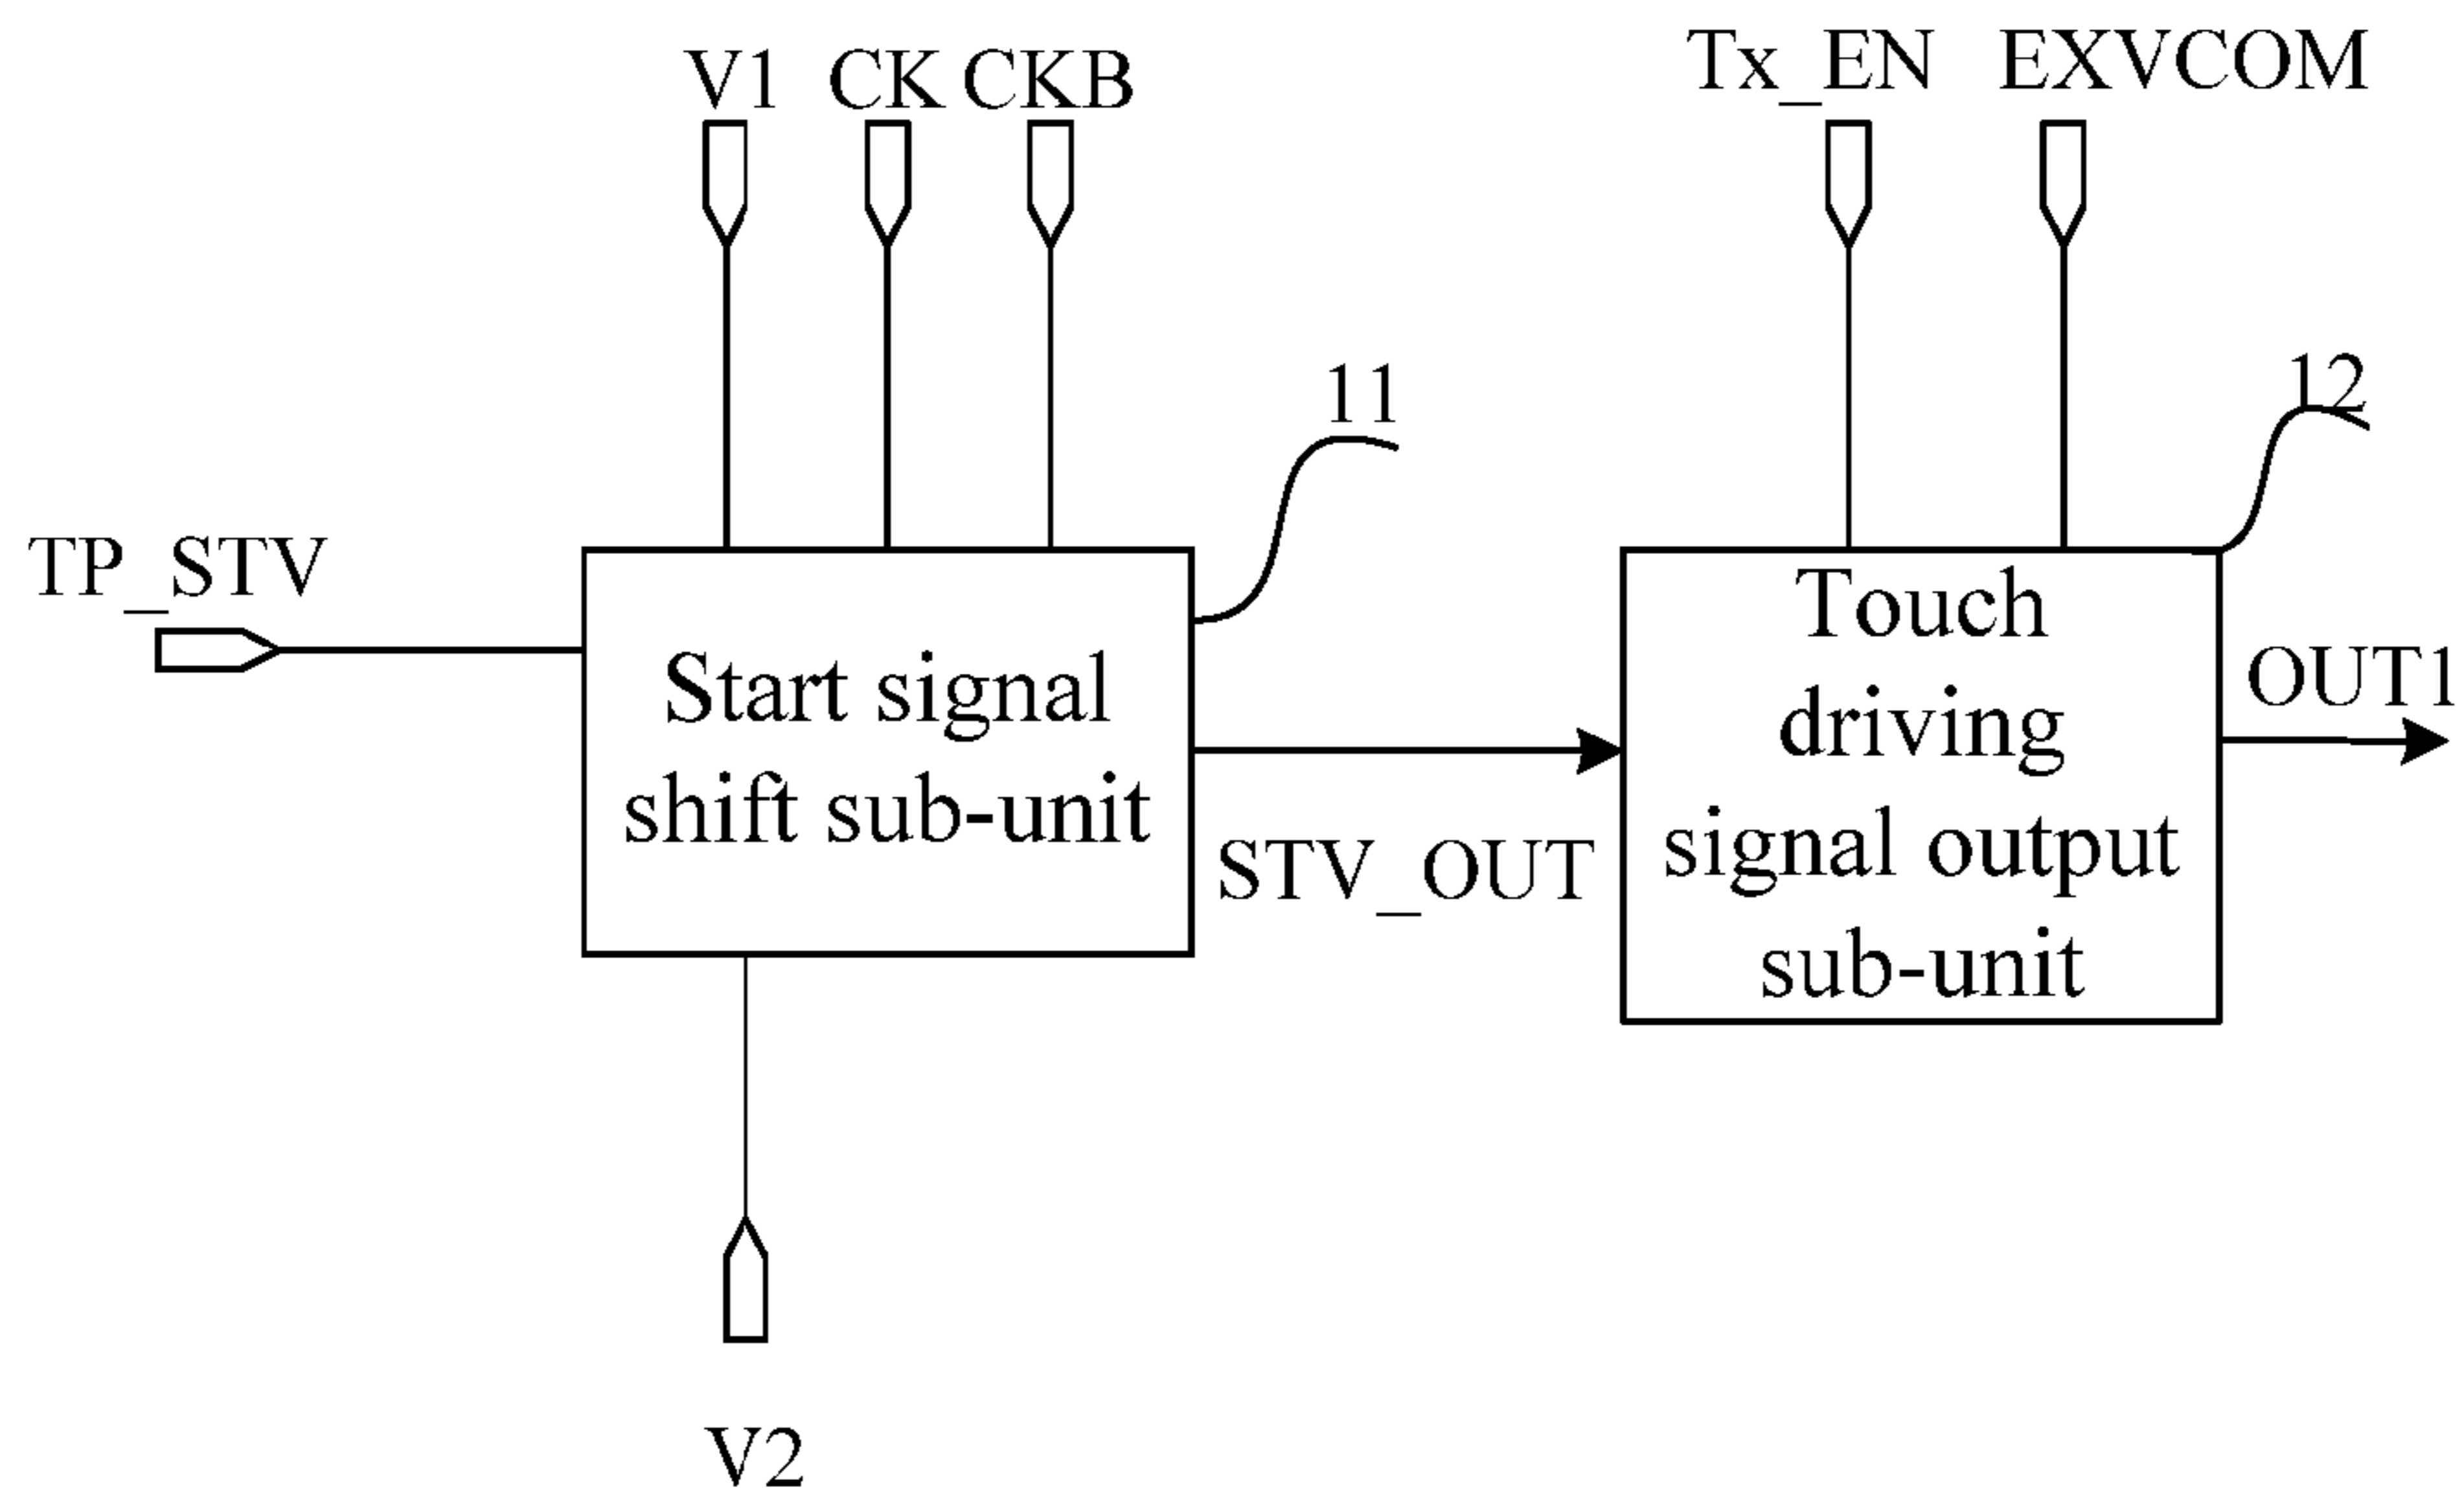 V1 CK CKB
Tx_EN EXVCOM
11
12
TP_STV
Start signal
shift sub-unit
STV_OUT
Touch
driving
signal output
sub-unit
OUT1
V2